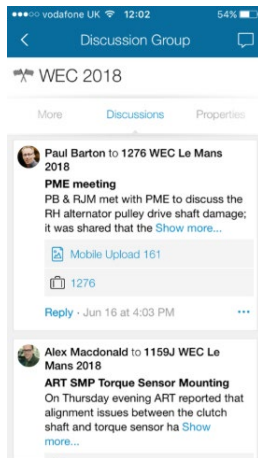 vodafone UK 12:02 54%
Discussion Group
WEC 2018
More Discussions Properties
Paul Barton to 1276 WEC Le Mans
2018
PME meeting
PB & RJM met with PME to discuss the
RH alternator pulley drive shaft damage;
it was shared that the Show more...
Mobile Upload 161
1276
Reply · Jun 16 at 4:03 PM
Alex Macdonald to 1159J WEC Le
Mans 2018
ART SMP Torque Sensor Mounting
On Thursday evening ART reported that
alignment issues between the clutch
shaft and torque sensor ha Show
more...